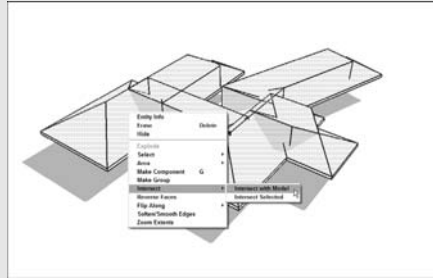 Entity Info
Erase Delete
Hide
Explode
Select
Area
Make Component G
Make Group
Intersect Intersect with Model
Reverse Faces Intersect Selected
Flip Along
Soften/Smooth Edges
Zoom Extents